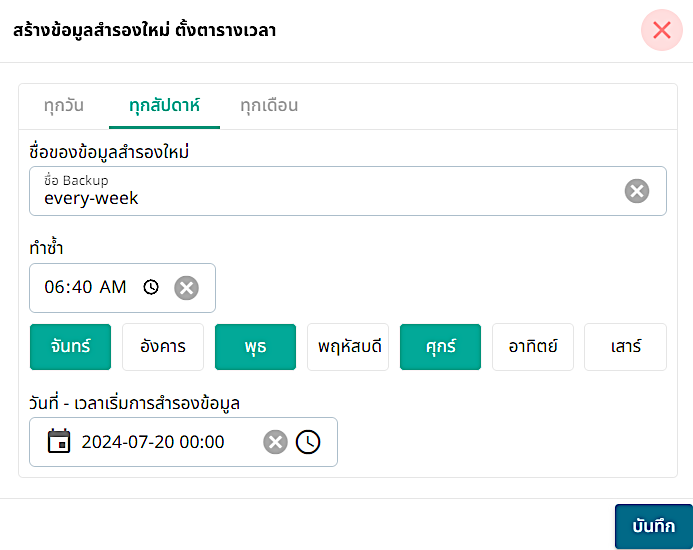 สร้างข้อมูลสำรองใหม่ ตั้งตารางเวลา
ทุกวัน ทุกสัปดาห์ ทุกเดือน
ชื่อของข้อมูลสำรองใหม่
ชื่อ Backup
every-week
ทำซ้ำ
06:40 AM
จันทร์ อังคาร พุธ พฤหัสบดี ศุกร์ อาทิตย์ เสาร์
วันที่ - เวลาเริ่มการสำรองข้อมูล
2024-07-20 00:00
บันทึก